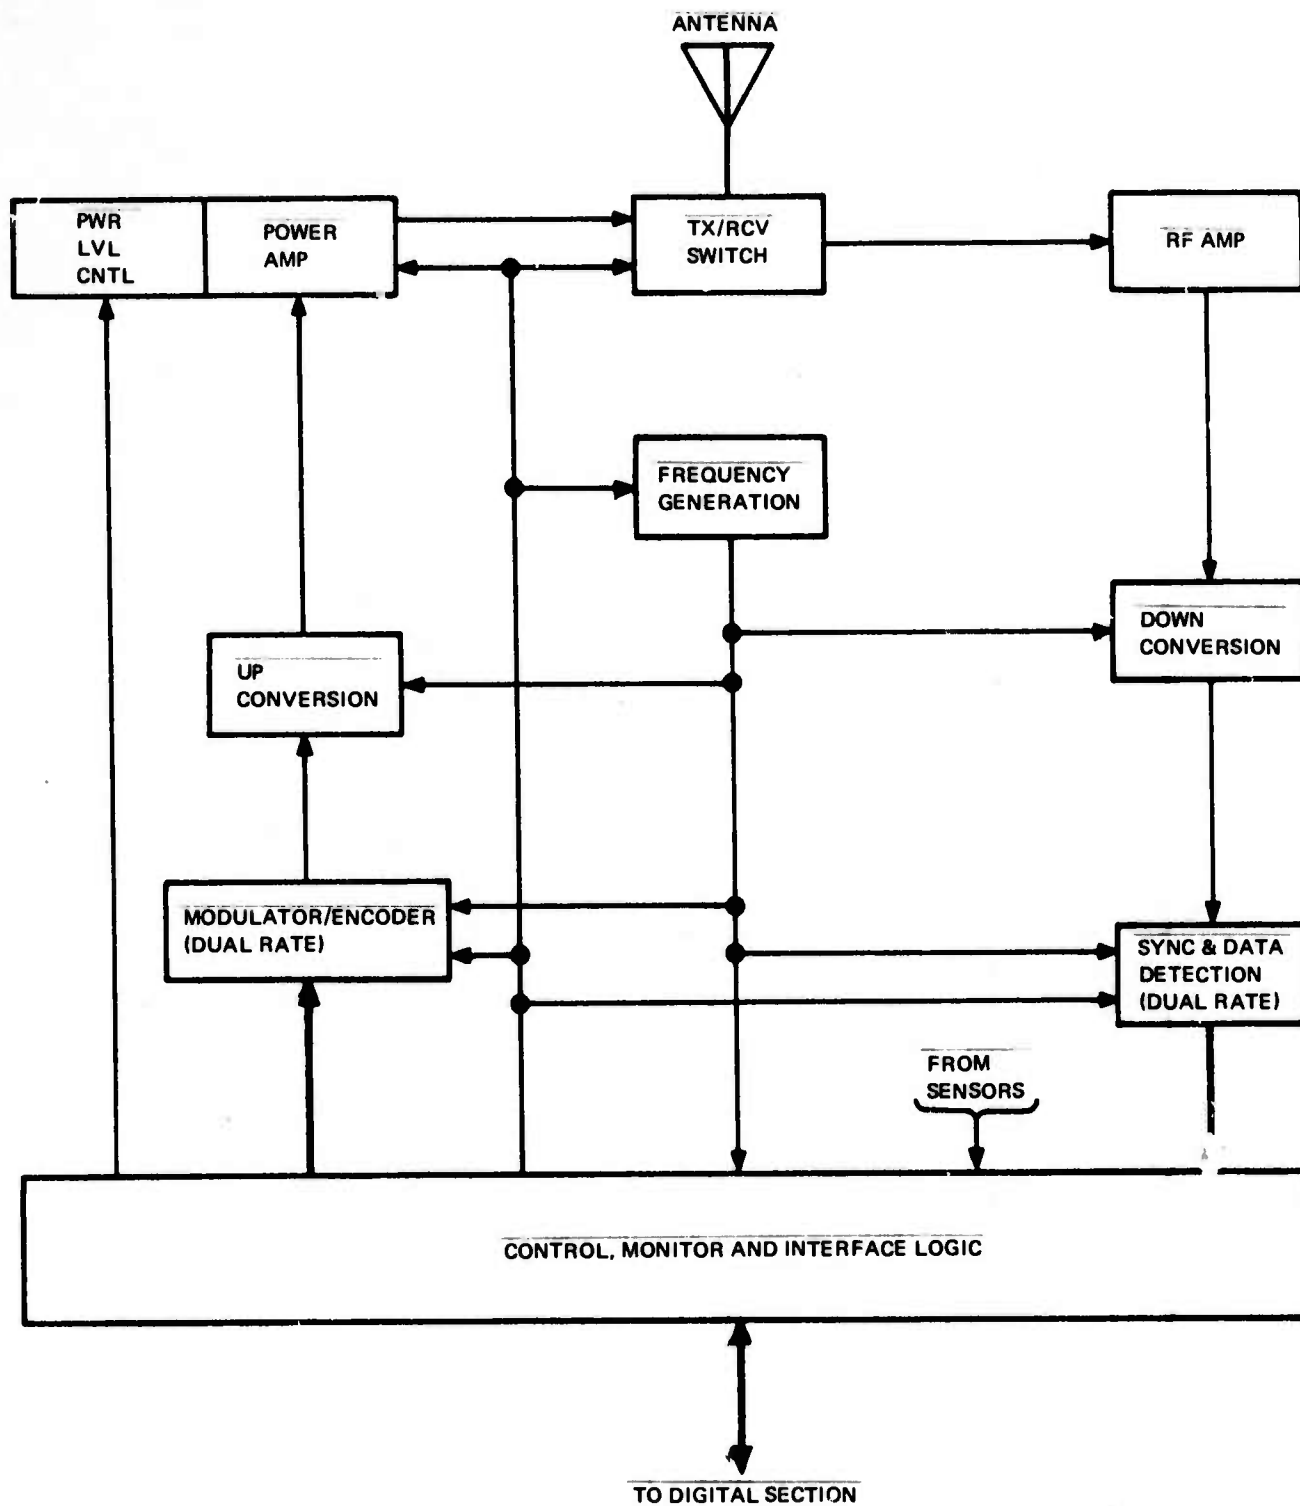 ANTENNA
PWR
LVL
CNTL
POWER
AMP
TX/RCV
SWITCH
RF AMP
FREQUENCY
GENERATION
UP
CONVERSION
DOWN
CONVERSION
MODULATOR/ENCODER
(DUAL RATE)
SYNC & DATA
DETECTION
(DUAL RATE)
FROM
SENSORS
CONTROL, MONITOR AND INTERFACE LOGIC
TO DIGITAL SECTION